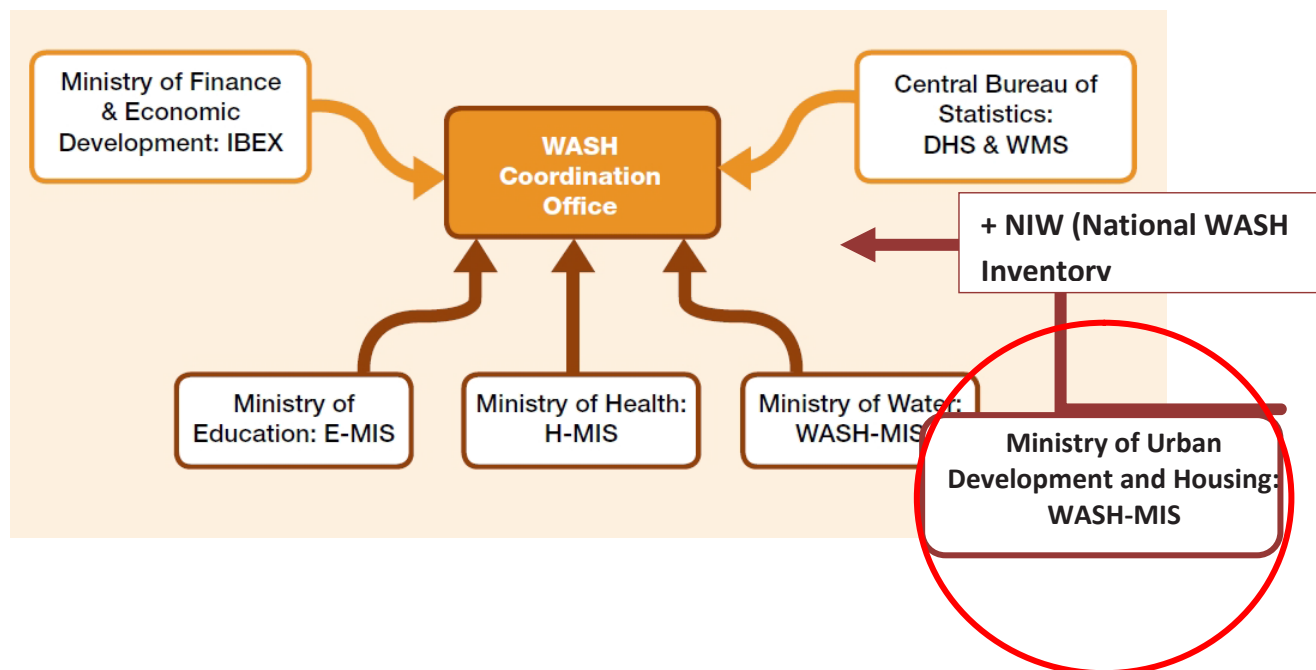 Ministry of Finance
& Economic
Development: IBEX
WASH
Coordination
Office
Central Bureau of
Statistics:
DHS & WMS
+ NIW (National WASH
Inventory
Ministry of
Education: E-MIS
Ministry of Health:
H-MIS
Ministry of Water:
WASH-MIS
Ministry of Urban
Development and Housing:
WASH-MIS